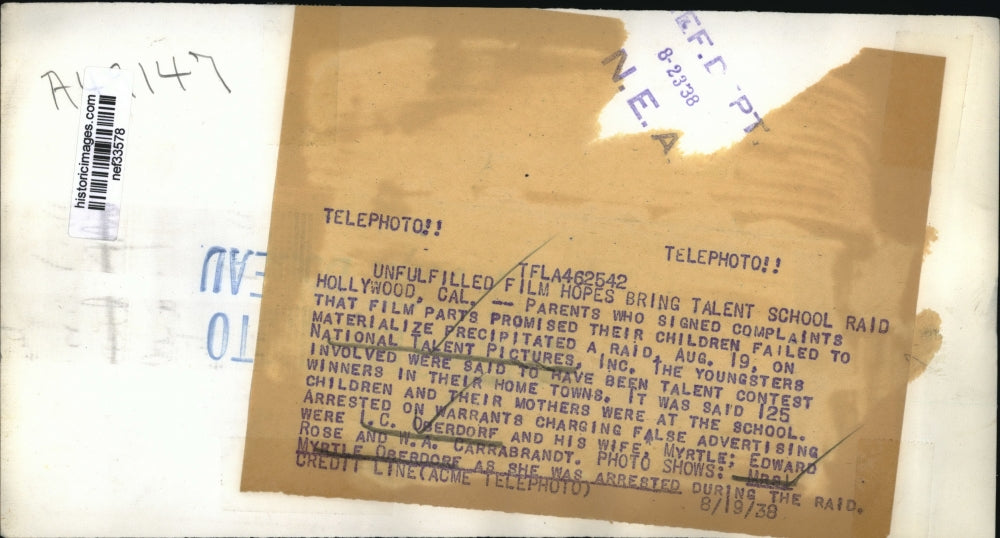 historicimages.com
nef33578
REF. DEPT.
8-23'38
N. E. A.
TELEPHOTO!!
TELEPHOTO!!
TFLA462542
UNFULFILLED FILM HOPES BRING TALENT SCHOOL RAID
HOLLYWOOD, CAL. -- PARENTS WHO SIGNED COMPLAINTS
THAT FILM PARTS PROMISED THEIR CHILDREN FAILED TO
MATERIALIZE PRECIPITATED A RAID, AUG. 19, ON
NATIONAL TALENT PICTURES, INC. THE YOUNGSTERS
INVOLVED WERE SAID TO HAVE BEEN TALENT CONTEST
WINNERS IN THEIR HOME TOWNS. IT WAS SAID 125
CHILDREN AND THEIR MOTHERS WERE AT THE SCHOOL.
ARRESTED ON WARRANTS CHARGING FALSE ADVERTISING
WERE L.C. OBERDORF AND HIS WIFE, MYRTLE; EDWARD
ROSE AND W.A. CARRABRANDT. PHOTO SHOWS: MRS.
MYRTLE OBERDORF AS SHE WAS ARRESTED DURING THE RAID.
CREDIT LINE(ACME TELEPHOTO)
8/19/38